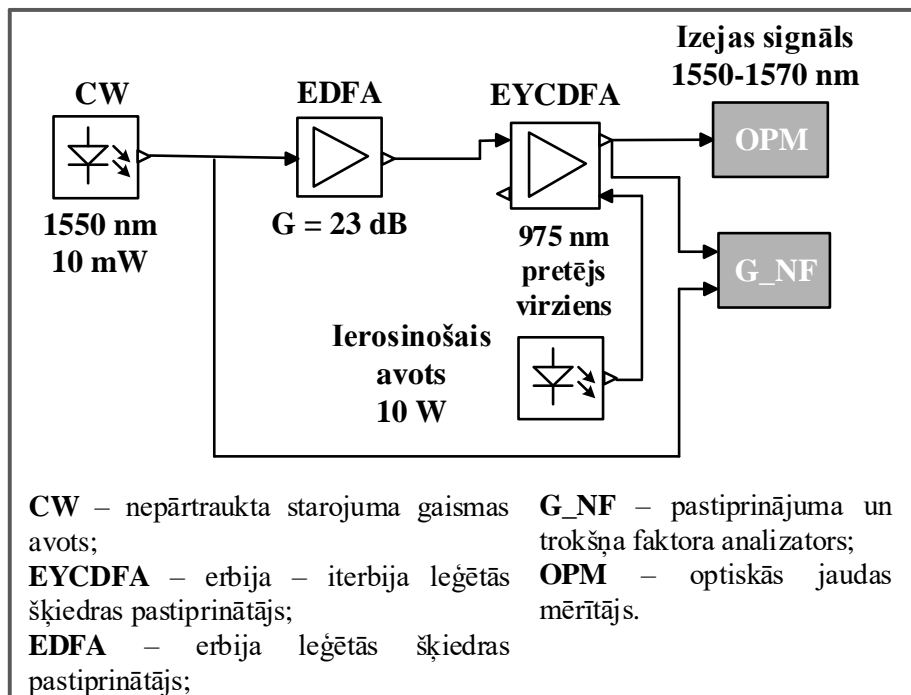 Izejas signāls
1550-1570 nm
CW
EDFA
EYCDFA
OPM
1550 nm
10 mW
G = 23 dB
975 nm
pretējs
virziens
G_NF
Ierosinošais
avots
10 W
CW – nepārtraukta starojuma gaismas
avots;
EYCDFA – erbija – iterbija leģētās
šķiedras pastiprinātājs;
EDFA – erbija leģētās šķiedras
pastiprinātājs;
G_NF – pastiprinājuma un
trokšņa faktora analizators;
OPM – optiskās jaudas
mērītājs.